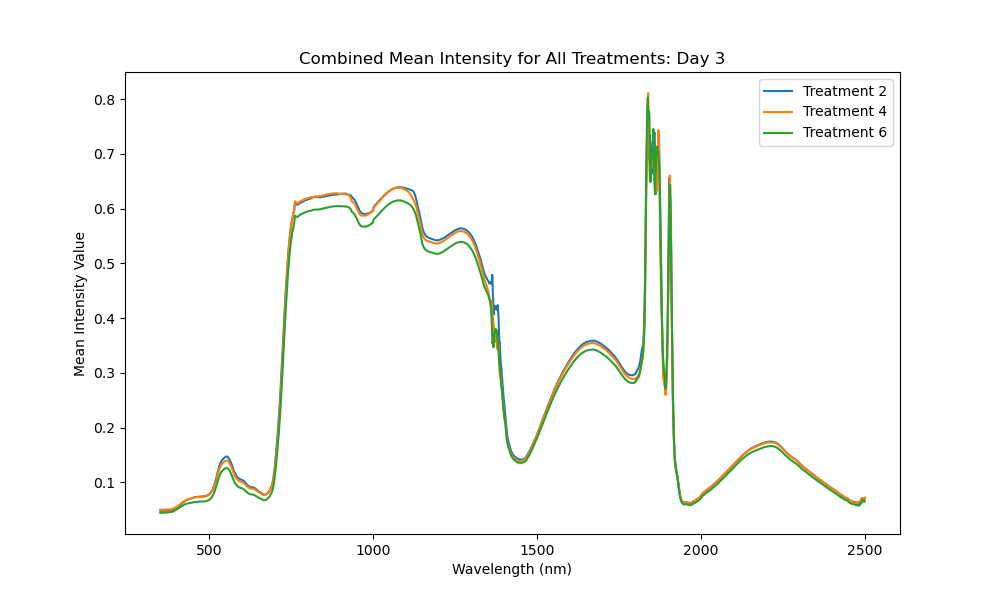 Combined Mean Intensity for All Treatments: Day 3
Treatment 2
Treatment 4
Treatment 6
Mean Intensity Value
0.8
0.7
0.6
0.5
0.4
0.3
0.2
0.1
500 1000 1500 2000 2500
Wavelength (nm)